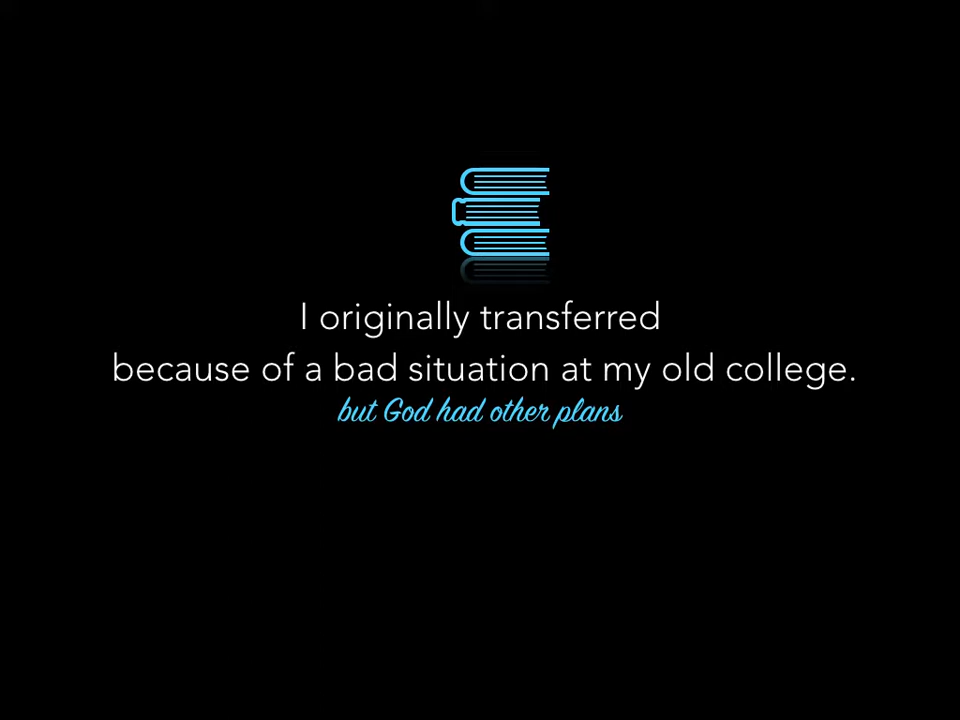 I originally transferred
because of a bad situation at my old college.
but God had other plans